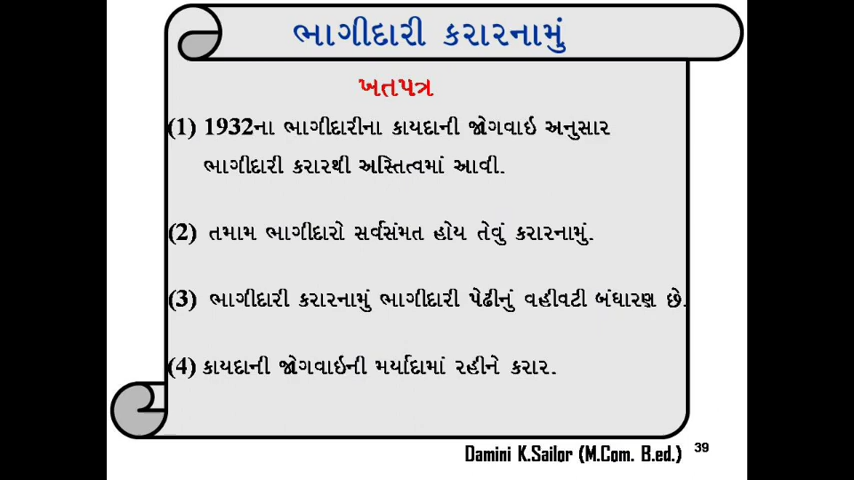 ભાગીદારી કરારનામું
ખતપત્ર
(1) 1932ના ભાગીદારીના કાયદાની જોગવાઇ અનુસાર
ભાગીદારી કરારથી અસ્તિત્વમાં આવી.
(2) તમામ ભાગીદારો સર્વસંમત હોય તેવું કરારનામું.
(3) ભાગીદારી કરારનામું ભાગીદારી પેઢીનું વહીવટી બંધારણ છે.
(4) કાયદાની જોગવાઇની મર્યાદામાં રહીને કરાર.
Damini K.Sailor (M.Com. B.ed.) 39